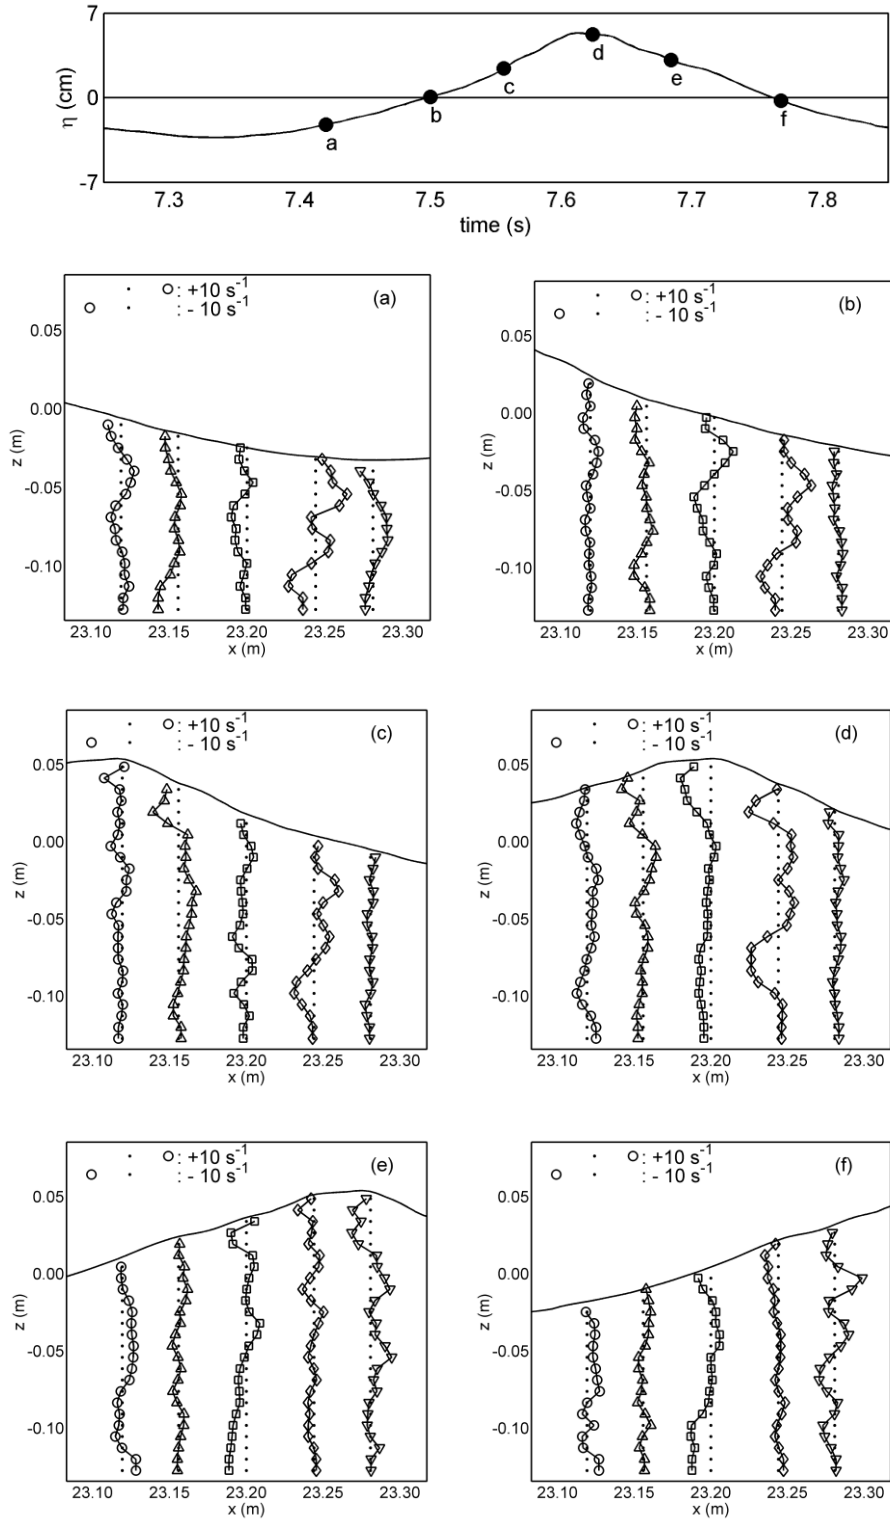 7
0
-7
η (cm)
a
b
c
d
e
f
7.3 7.4 7.5 7.6 7.7 7.8
time (s)
: +10 s⁻¹
: - 10 s⁻¹
(a)
0.05
0.00
-0.05
-0.10
z (m)
23.10 23.15 23.20 23.25 23.30
x (m)
: +10 s⁻¹
: - 10 s⁻¹
(b)
0.05
0.00
-0.05
-0.10
z (m)
23.10 23.15 23.20 23.25 23.30
x (m)
: +10 s⁻¹
: - 10 s⁻¹
(c)
0.05
0.00
-0.05
-0.10
z (m)
23.10 23.15 23.20 23.25 23.30
x (m)
: +10 s⁻¹
: - 10 s⁻¹
(d)
0.05
0.00
-0.05
-0.10
z (m)
23.10 23.15 23.20 23.25 23.30
x (m)
: +10 s⁻¹
: - 10 s⁻¹
(e)
0.05
0.00
-0.05
-0.10
z (m)
23.10 23.15 23.20 23.25 23.30
x (m)
: +10 s⁻¹
: - 10 s⁻¹
(f)
0.05
0.00
-0.05
-0.10
z (m)
23.10 23.15 23.20 23.25 23.30
x (m)